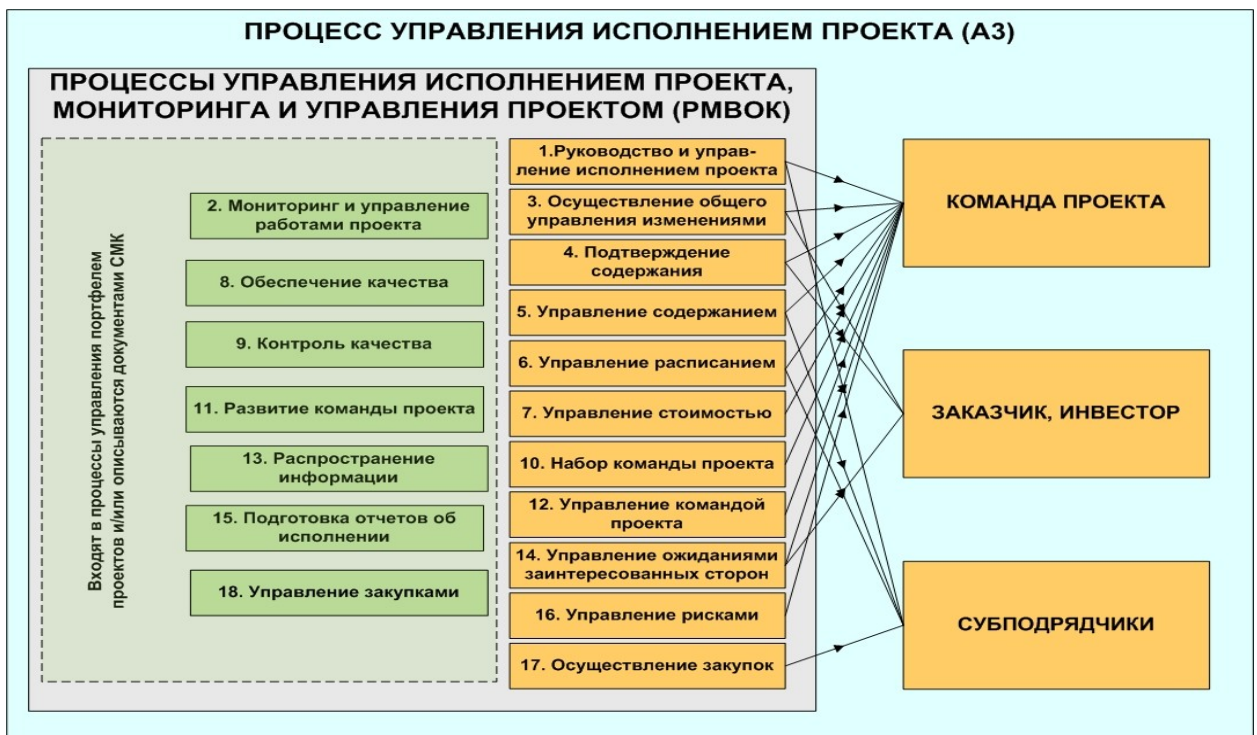 ПРОЦЕСС УПРАВЛЕНИЯ ИСПОЛНЕНИЕМ ПРОЕКТА (А3)
ПРОЦЕССЫ УПРАВЛЕНИЯ ИСПОЛНЕНИЕМ ПРОЕКТА,
МОНИТОРИНГА И УПРАВЛЕНИЯ ПРОЕКТОМ (PMBOK)
Входят в процессы управления портфелем
проектов и/или описываются документами СМК
2. Мониторинг и управление
работами проекта
8. Обеспечение качества
9. Контроль качества
11. Развитие команды проекта
13. Распространение
информации
15. Подготовка отчетов об
исполнении
18. Управление закупками
1.Руководство и управ-
ление исполнением проекта
3. Осуществление общего
управления изменениями
4. Подтверждение
содержания
5. Управление содержанием
6. Управление расписанием
7. Управление стоимостью
10. Набор команды проекта
12. Управление командой
проекта
14. Управление ожиданиями
заинтересованных сторон
16. Управление рисками
17. Осуществление закупок
КОМАНДА ПРОЕКТА
ЗАКАЗЧИК, ИНВЕСТОР
СУБПОДРЯДЧИКИ